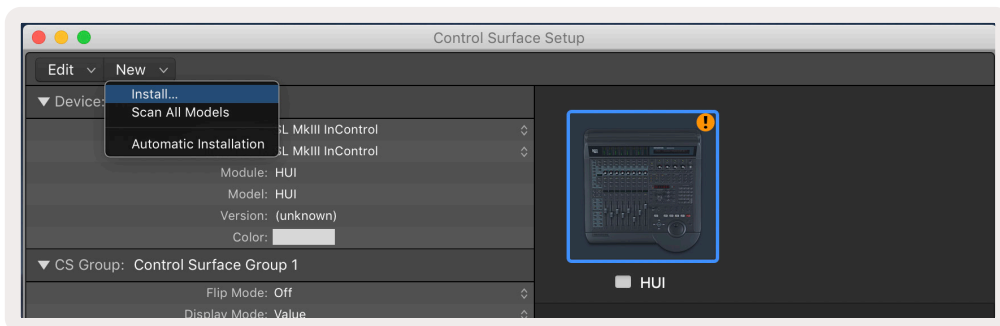 Control Surface Setup
Edit New
Install...
Scan All Models
Automatic Installation
Device:
SL MkIII InControl
SL MkIII InControl
Module: HUI
Model: HUI
Version: (unknown)
Color:
CS Group: Control Surface Group 1
Flip Mode: Off
Display Mode: Value
HUI